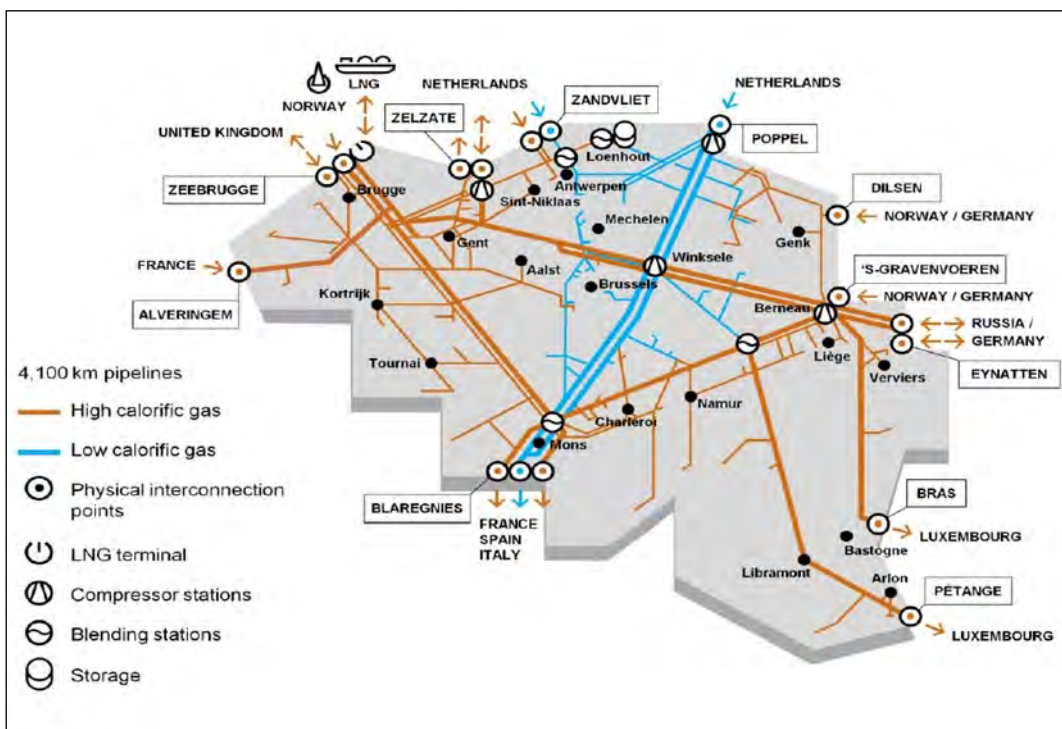 LNG
NORWAY
NETHERLANDS
ZANDVLIET
NETHERLANDS
UNITED KINGDOM
ZELZATE
POPPEL
Loenhout
ZEEBRUGGE
Brugge
Antwerpen
Sint-Niklaas
DILSEN
NORWAY / GERMANY
Mechelen
Genk
Gent
Winksele
FRANCE
Aalst
Brussels
'S-GRAVENVOEREN
NORWAY / GERMANY
ALVERINGEM
Kortrijk
Berneau
RUSSIA /
GERMANY
Liège
EYNATTEN
Tournai
Verviers
4,100 km pipelines
High calorific gas
Namur
Charleroi
Low calorific gas
Mons
Physical interconnection
points
BLAREGNIES
FRANCE
SPAIN
ITALY
BRAS
LUXEMBOURG
Bastogne
LNG terminal
Libramont
Arlon
PÉTANGE
Compressor stations
LUXEMBOURG
Blending stations
Storage